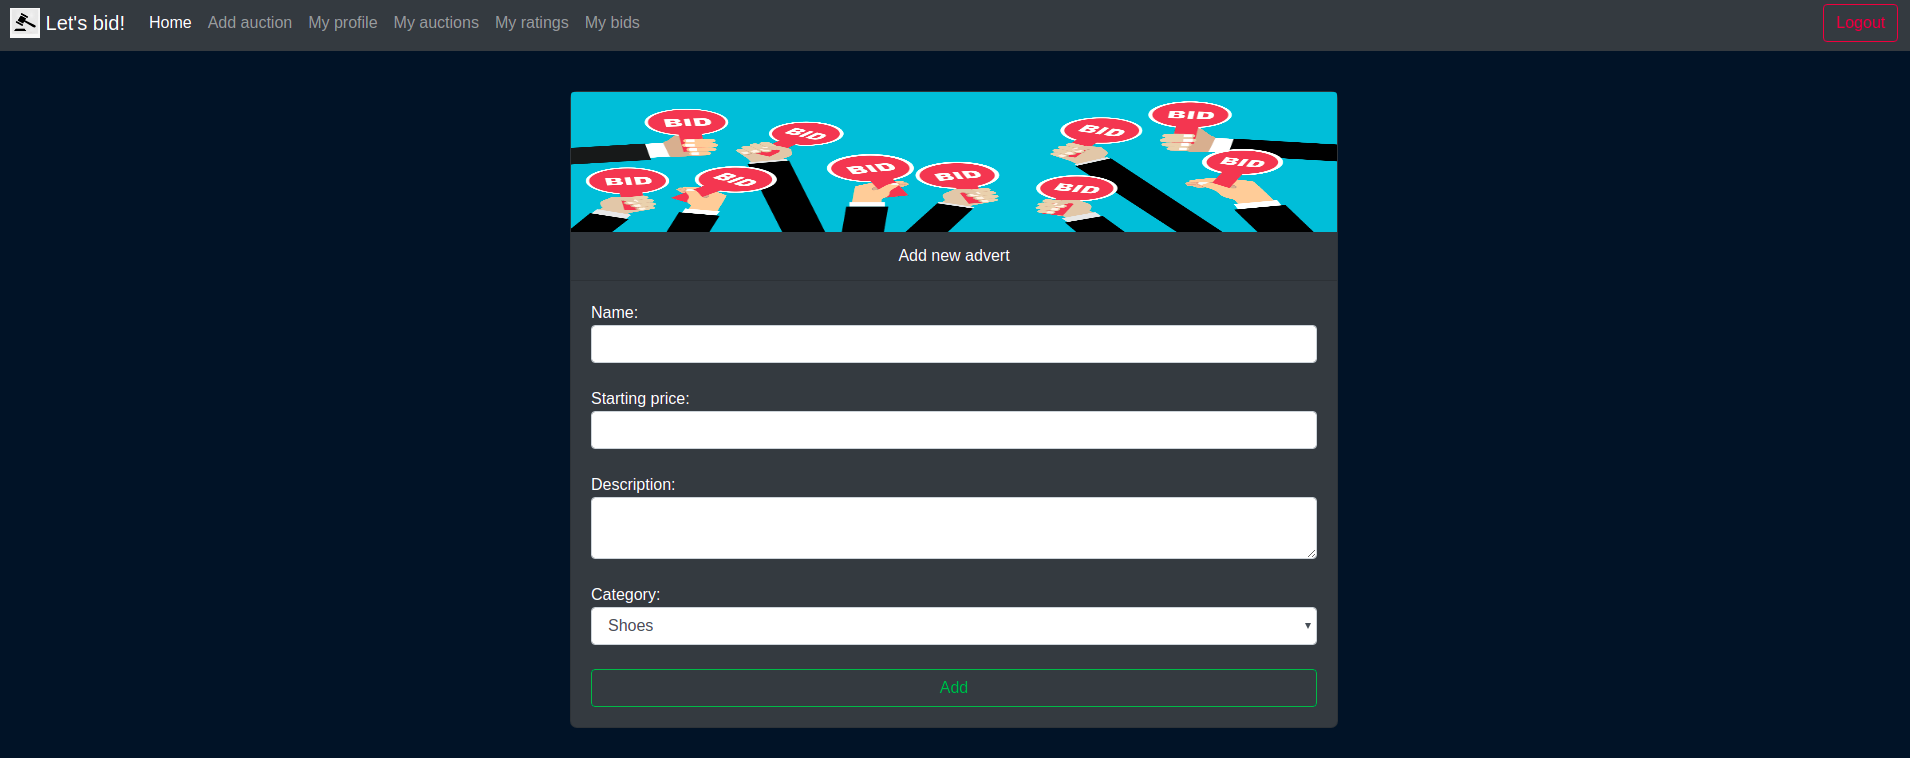 Let's bid! Home Add auction My profile My auctions My ratings My bids Logout
BID BID BID BID
BID BID BID BID BID BID
Add new advert
Name:
Starting price:
Description:
Category:
Shoes
Add